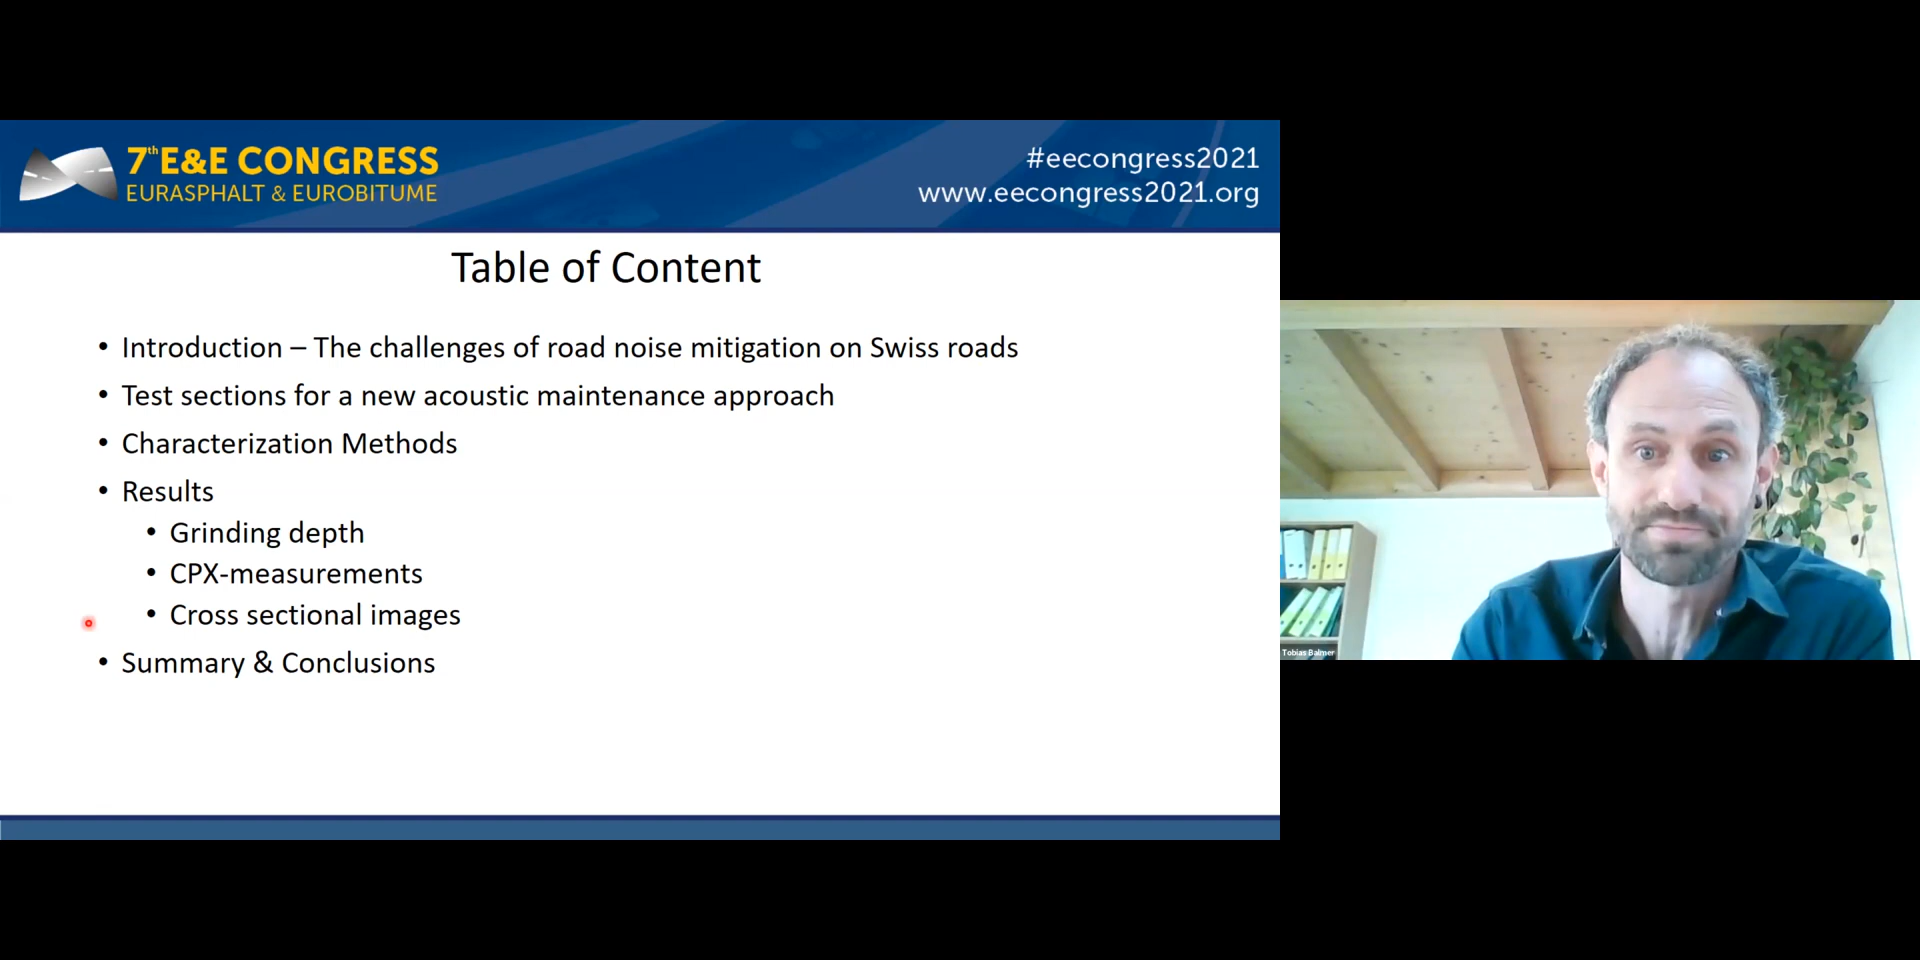 7th E&E CONGRESS
EURASPHALT & EUROBITUME
#eecongress2021
www.eecongress2021.org
Table of Content
• Introduction – The challenges of road noise mitigation on Swiss roads
• Test sections for a new acoustic maintenance approach
• Characterization Methods
• Results
• Grinding depth
• CPX-measurements
• Cross sectional images
• Summary & Conclusions
Tobias Balmer